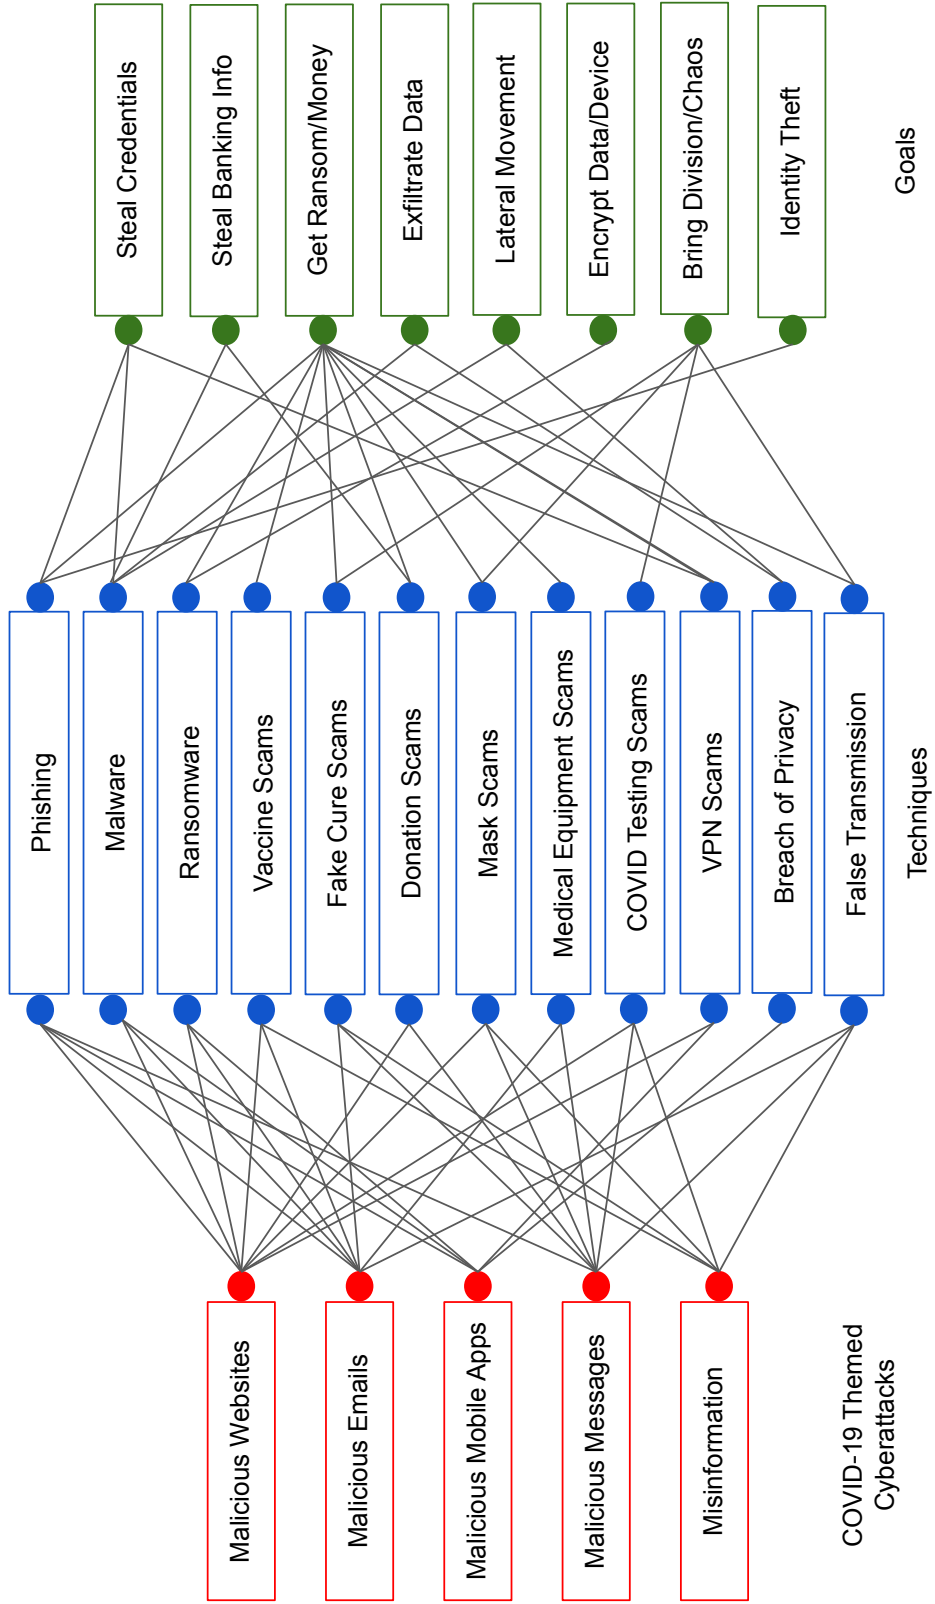 Malicious Websites
Malicious Emails
Malicious Mobile Apps
Malicious Messages
Misinformation
COVID-19 Themed
Cyberattacks
Phishing
Malware
Ransomware
Vaccine Scams
Fake Cure Scams
Donation Scams
Mask Scams
Medical Equipment Scams
COVID Testing Scams
VPN Scams
Breach of Privacy
False Transmission
Techniques
Steal Credentials
Steal Banking Info
Get Ransom/Money
Exfiltrate Data
Lateral Movement
Encrypt Data/Device
Bring Division/Chaos
Identity Theft
Goals